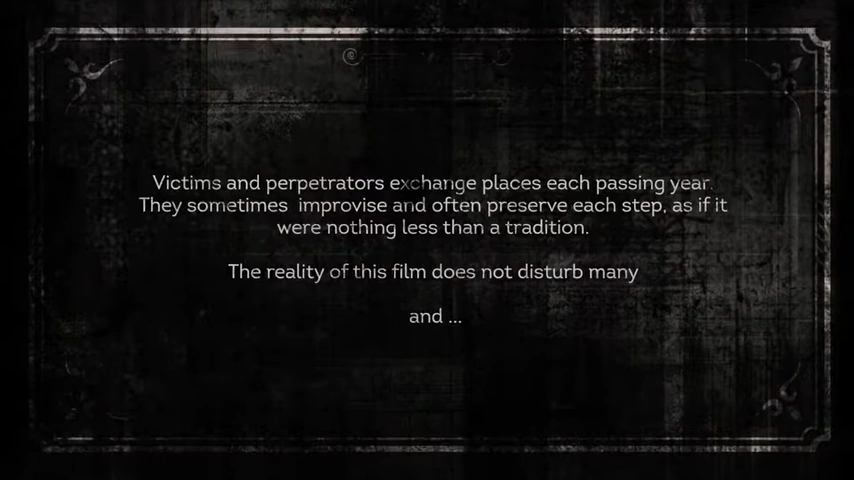 Victims and perpetrators exchange places each passing year.
They sometimes improvise and often preserve each step, as if it
were nothing less than a tradition.
The reality of this film does not disturb many
and ...